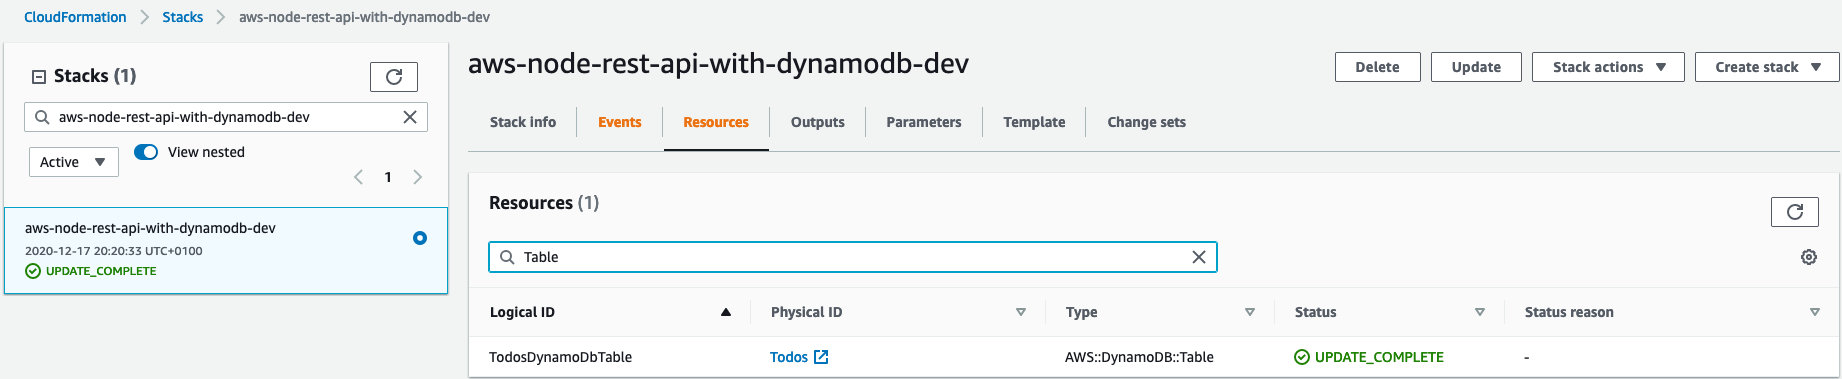 CloudFormation > Stacks > aws-node-rest-api-with-dynamodb-dev
Stacks (1)
aws-node-rest-api-with-dynamodb-dev
Active
View nested
1
aws-node-rest-api-with-dynamodb-dev
2020-12-17 20:20:33 UTC+0100
UPDATE_COMPLETE
aws-node-rest-api-with-dynamodb-dev
Delete Update Stack actions Create stack
Stack info Events Resources Outputs Parameters Template Change sets
Resources (1)
Table
Logical ID Physical ID Type Status Status reason
TodosDynamoDbTable Todos AWS::DynamoDB::Table UPDATE_COMPLETE -